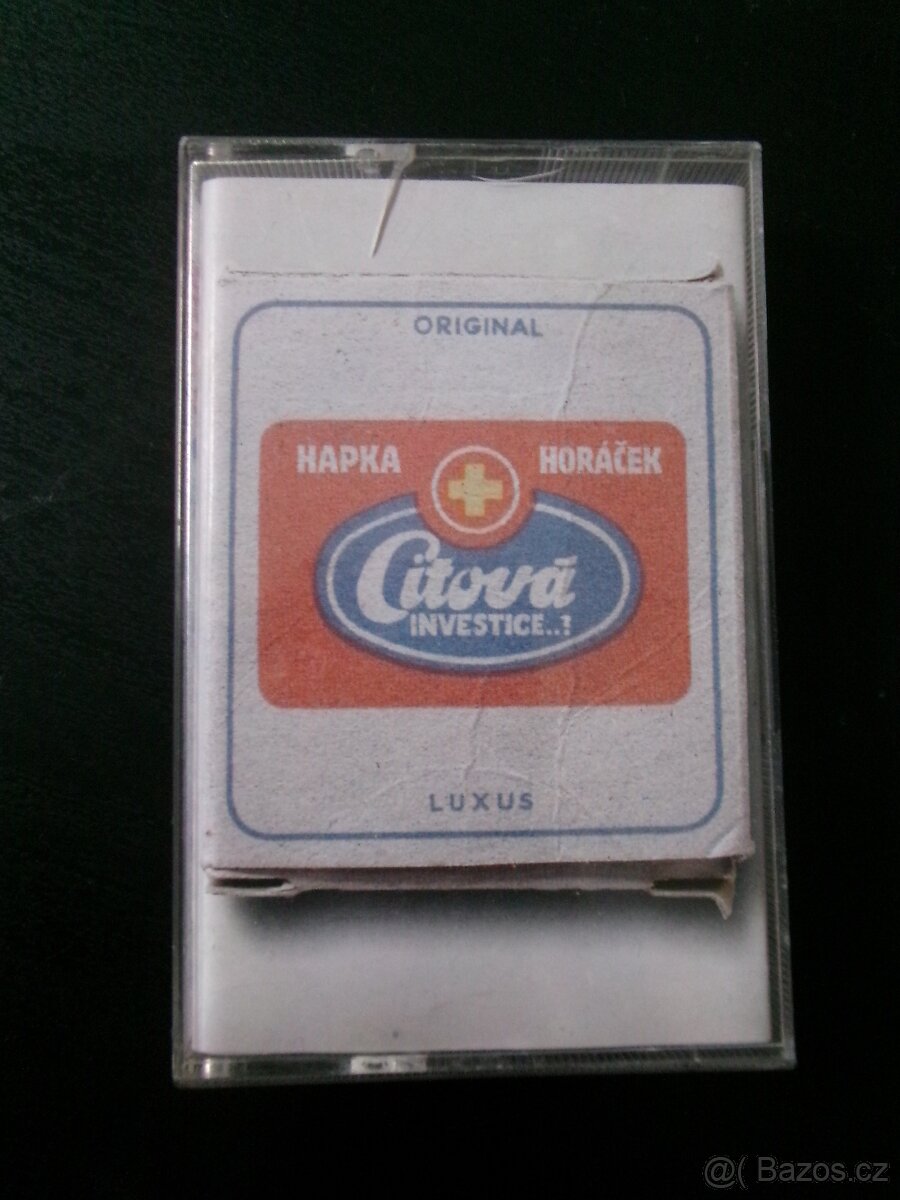 ORIGINAL
HAPKA HORÁČEK
Citová
INVESTICE..?
LUXUS
@( Bazos.cz